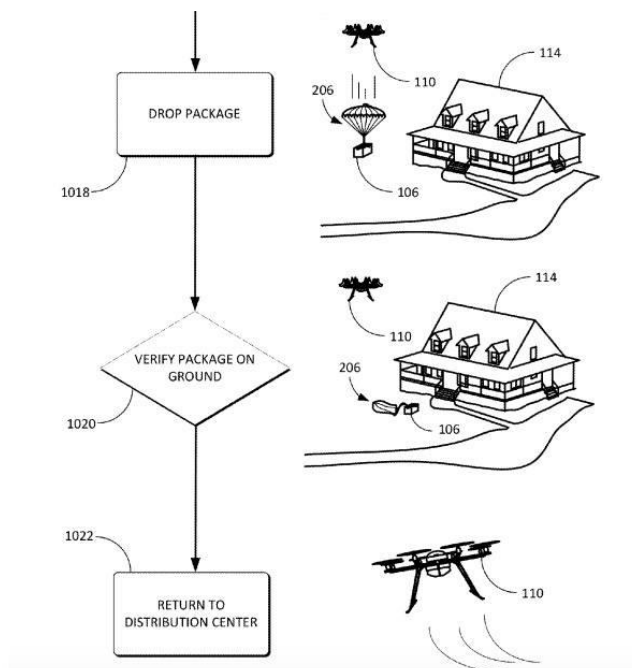 114
110
206
DROP PACKAGE
1018
106
114
110
VERIFY PACKAGE ON
GROUND
206
1020
106
1022
110
RETURN TO
DISTRIBUTION CENTER